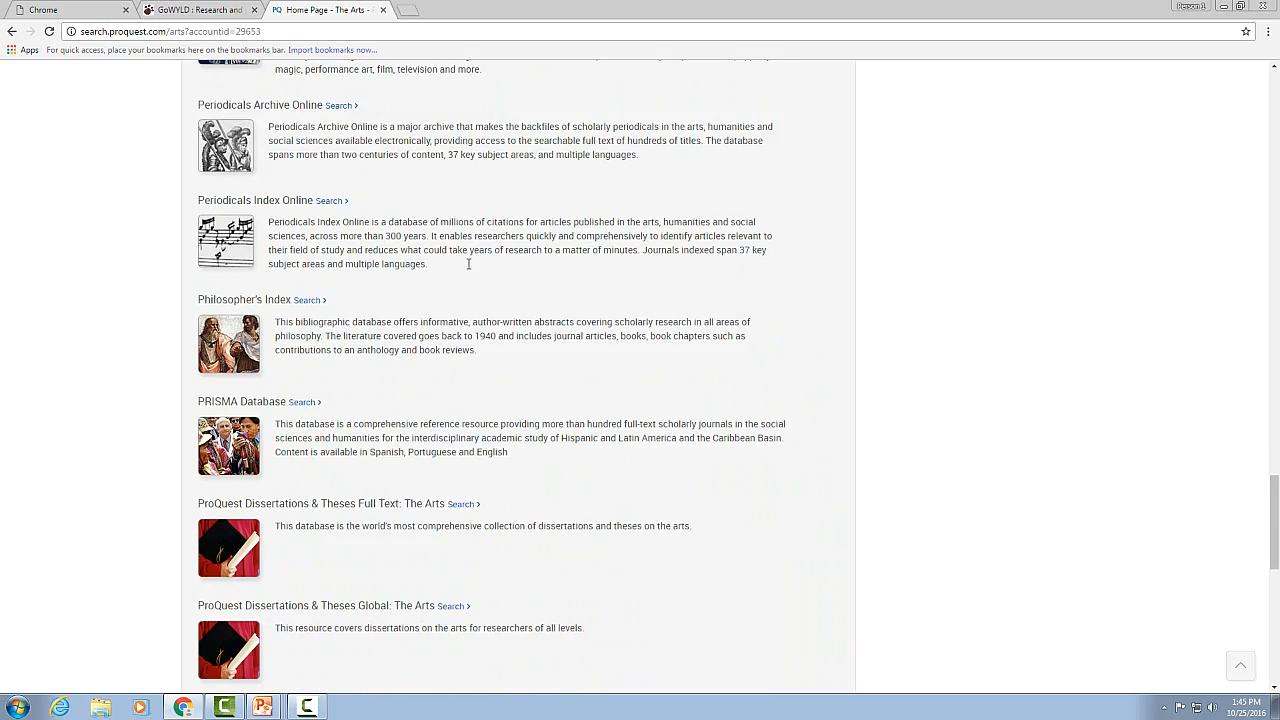 Chrome
GoWYLD : Research and
PQ Home Page - The Arts -
Person 1
search.proquest.com/arts?accountid=29653
Apps For quick access, place your bookmarks here on the bookmarks bar. Import bookmarks now...
magic, performance art, film, television and more.
Periodicals Archive Online Search >
Periodicals Archive Online is a major archive that makes the backfiles of scholarly periodicals in the arts, humanities and
social sciences available electronically, providing access to the searchable full text of hundreds of titles. The database
spans more than two centuries of content, 37 key subject areas, and multiple languages.
Periodicals Index Online Search >
Periodicals Index Online is a database of millions of citations for articles published in the arts, humanities and social
sciences, across more than 300 years. It enables researchers quickly and comprehensively to identify articles relevant to
their field of study and reduces what could take years of research to a matter of minutes. Journals indexed span 37 key
subject areas and multiple languages.
Philosopher's Index Search >
This bibliographic database offers informative, author-written abstracts covering scholarly research in all areas of
philosophy. The literature covered goes back to 1940 and includes journal articles, books, book chapters such as
contributions to an anthology and book reviews.
PRISMA Database Search >
This database is a comprehensive reference resource providing more than hundred full-text scholarly journals in the social
sciences and humanities for the interdisciplinary academic study of Hispanic and Latin America and the Caribbean Basin.
Content is available in Spanish, Portuguese and English
ProQuest Dissertations & Theses Full Text: The Arts Search >
This database is the world's most comprehensive collection of dissertations and theses on the arts.
ProQuest Dissertations & Theses Global: The Arts Search >
This resource covers dissertations on the arts for researchers of all levels.
1:45 PM
10/25/2016